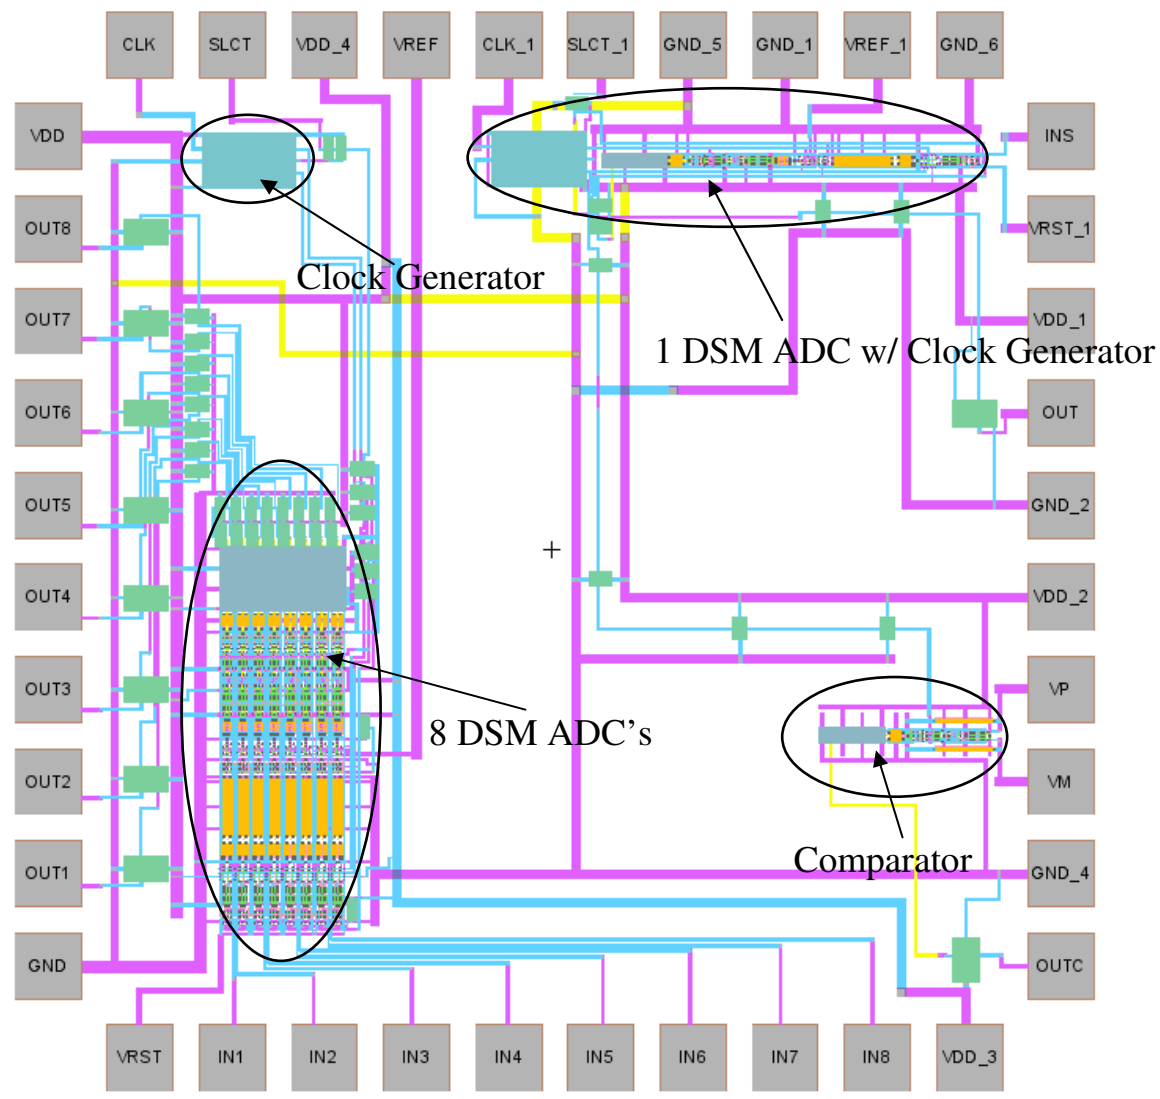 CLK
SLCT
VDD_4
VREF
CLK_1
SLCT_1
GND_5
GND_1
VREF_1
GND_6
VDD
INS
OUT8
VRST_1
Clock Generator
OUT7
VDD_1
1 DSM ADC w/ Clock Generator
OUT6
OUT
OUT5
GND_2
+
OUT4
VDD_2
OUT3
VP
8 DSM ADC's
OUT2
VM
OUT1
Comparator
GND_4
GND
OUTC
VRST
IN1
IN2
IN3
IN4
IN5
IN6
IN7
IN8
VDD_3